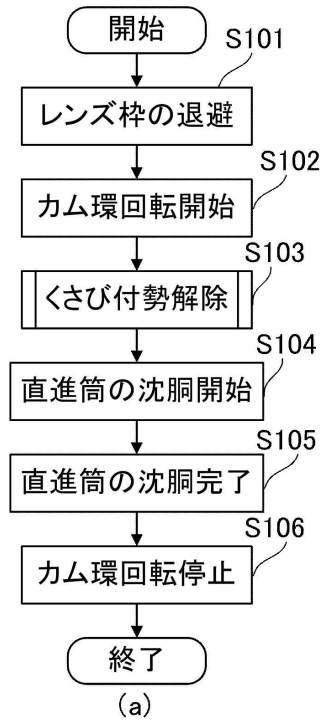 開始
S101
レンズ枠の退避
S102
カム環回転開始
S103
くさび付勢解除
S104
直進筒の沈胴開始
S105
直進筒の沈胴完了
S106
カム環回転停止
終了
(a)